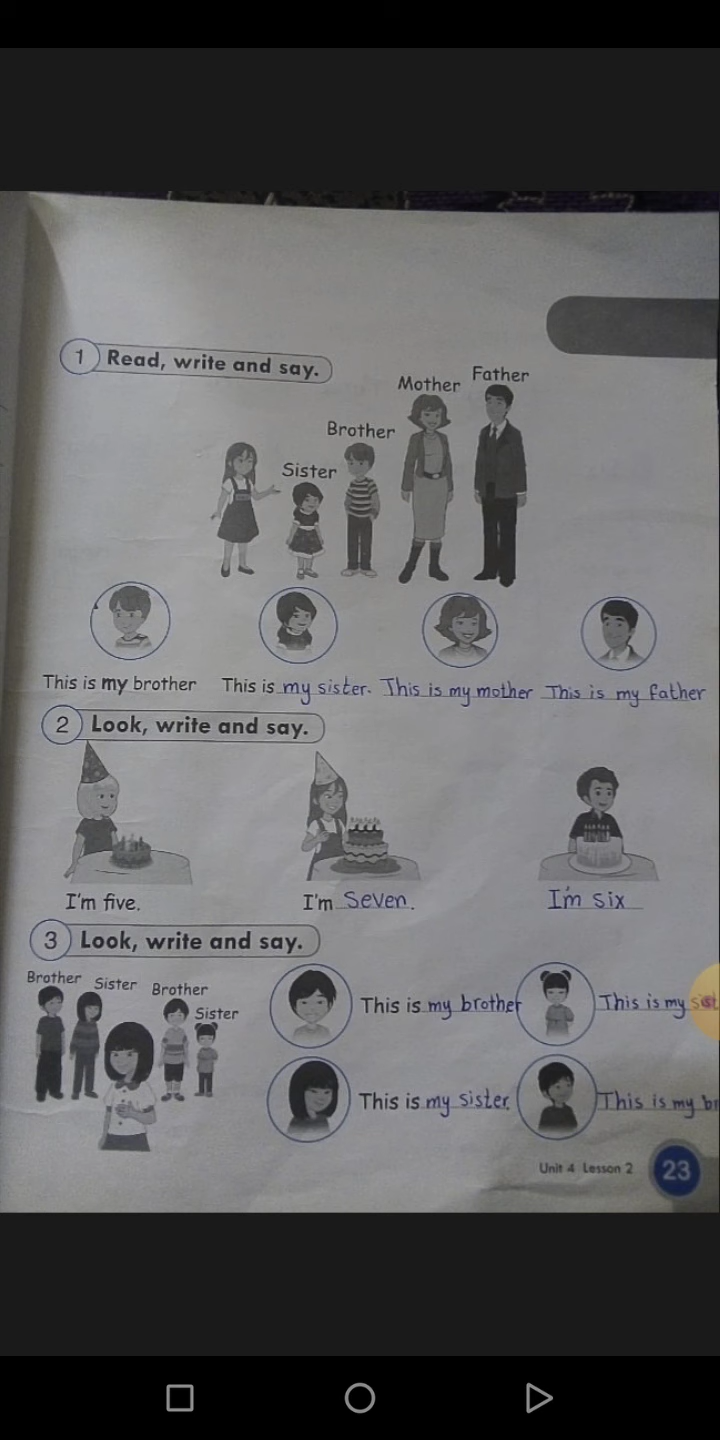 1 Read, write and say.
Mother Father
Brother
Sister
This is my brother This is my sister. This is my mother This is my father
2 Look, write and say.
I'm five. I'm seven. I'm six
3 Look, write and say.
Brother Sister Brother
Sister
This is my brother This is my
This is my sister. This is my
Unit 4 Lesson 2 23